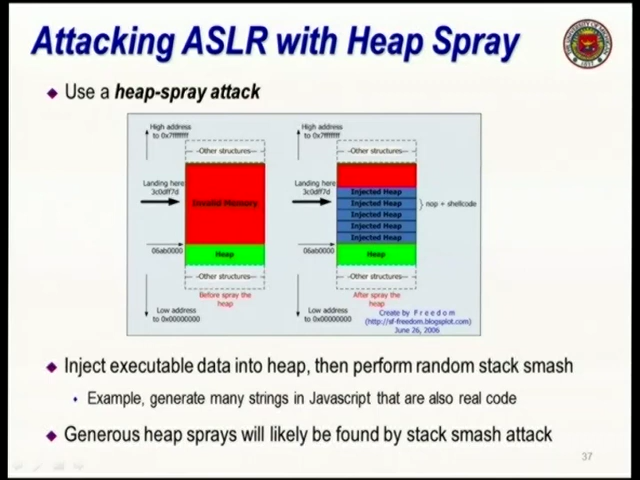 Attacking ASLR with Heap Spray
Use a heap-spray attack
High address
to 0x7fffffff
Other structures
Landing here
3c0dff7d
Invalid Memory
06ab0000
Heap
Other structures
Before spray the
heap
Low address
to 0x00000000
High address
to 0x7fffffff
Other structures
Landing here
3c0dff7d
Injected Heap
Injected Heap
Injected Heap
Injected Heap
Injected Heap
nop + shellcode
06ab0000
Heap
Other structures
After spray the
heap
Low address
to 0x00000000
Create by F r e e d o m
(http://sf-freedom.blogspot.com)
June 26, 2006
Inject executable data into heap, then perform random stack smash
Example, generate many strings in Javascript that are also real code
Generous heap sprays will likely be found by stack smash attack
37